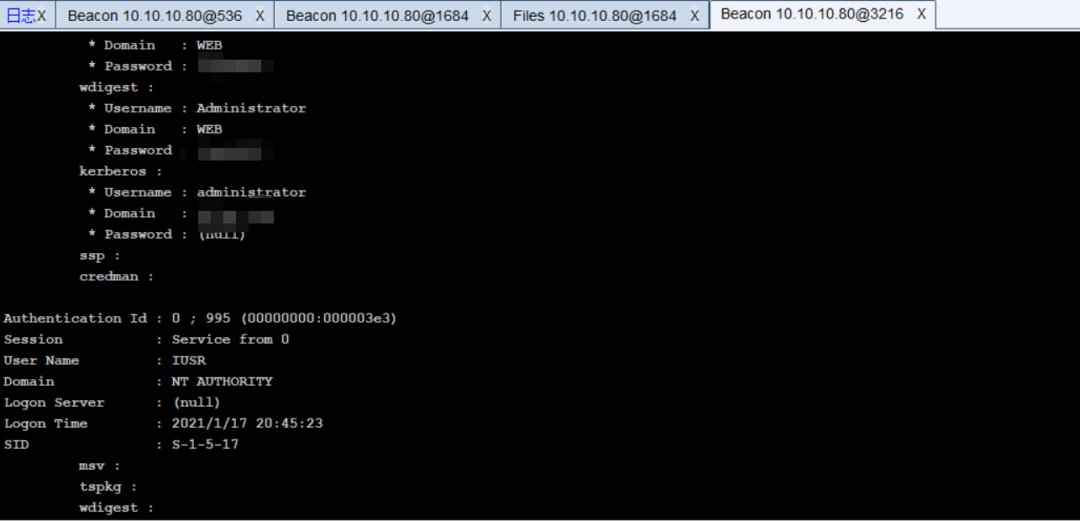 日志X Beacon 10.10.10.80@536 X Beacon 10.10.10.80@1684 X Files 10.10.10.80@1684 X Beacon 10.10.10.80@3216 X
* Domain : WEB
* Password :
wdigest :
* Username : Administrator
* Domain : WEB
* Password
kerberos :
* Username : administrator
* Domain :
* Password : (null)
ssp :
credman :
Authentication Id : 0 ; 995 (00000000:000003e3)
Session : Service from 0
User Name : IUSR
Domain : NT AUTHORITY
Logon Server : (null)
Logon Time : 2021/1/17 20:45:23
SID : S-1-5-17
msv :
tspkg :
wdigest :